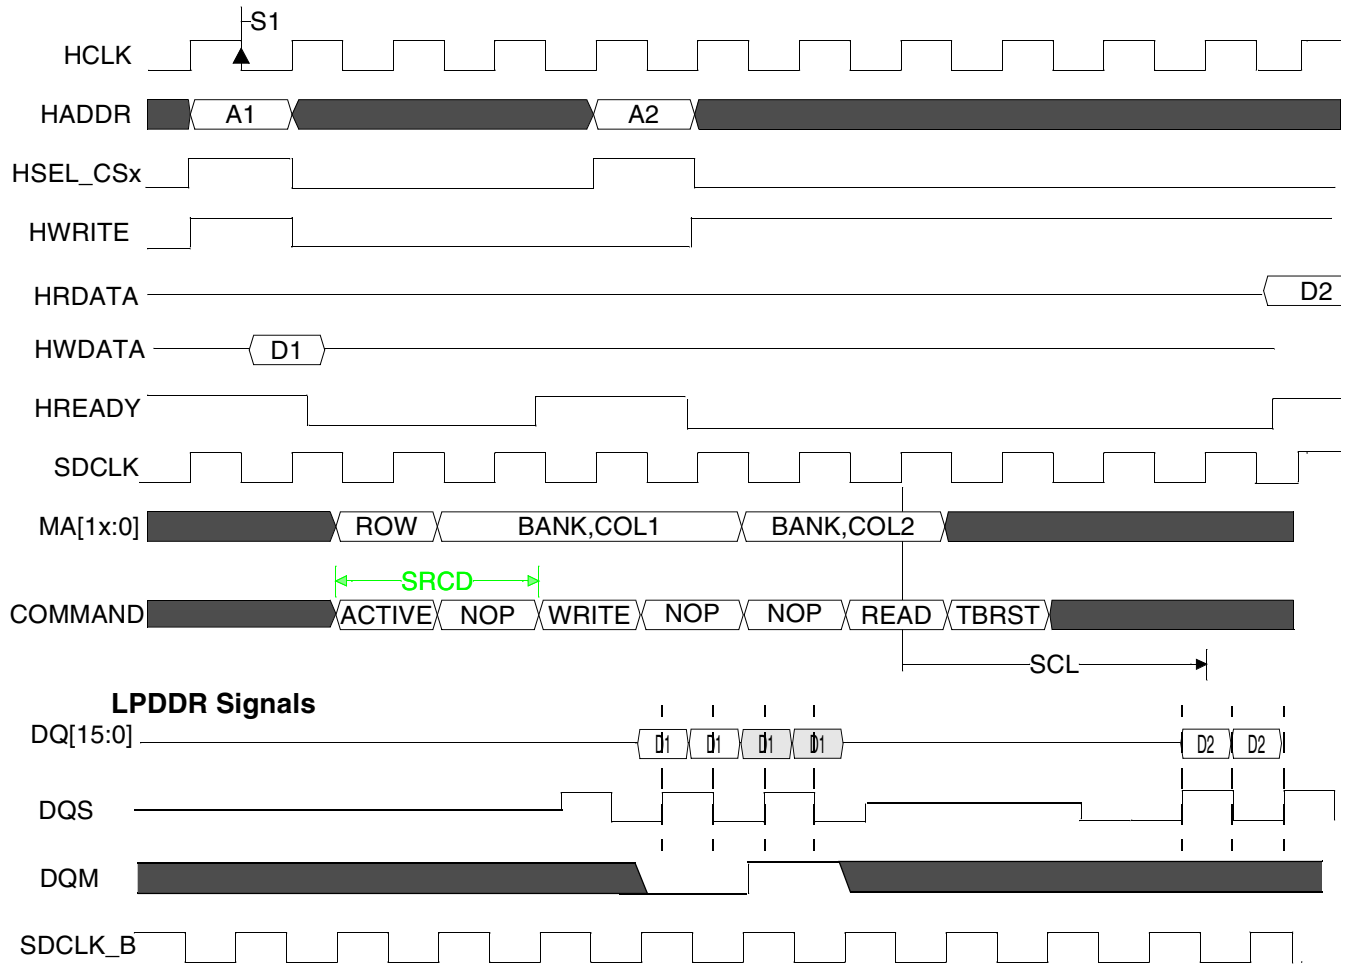 S1
HCLK
HADDR A1 A2
HSEL_CSx
HWRITE
HRDATA D2
HWDATA D1
HREADY
SDCLK
MA[1x:0] ROW BANK,COL1 BANK,COL2
SRCD
COMMAND ACTIVE NOP WRITE NOP NOP READ TBRST
SCL
LPDDR Signals
DQ[15:0] D1 D1 D1 D1 D2 D2
DQS
DQM
SDCLK_B